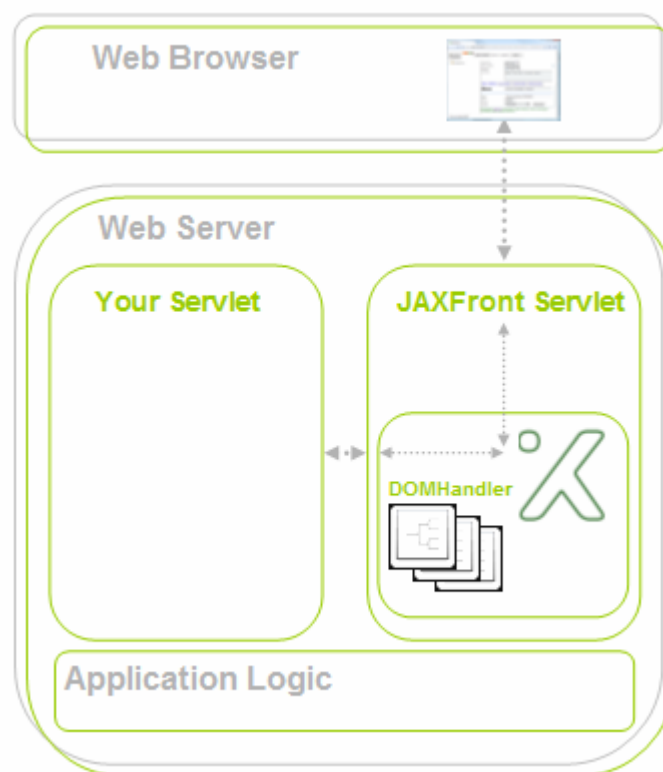 Web Browser
Web Server
Your Servlet
JAXFront Servlet
DOMHandler
Application Logic